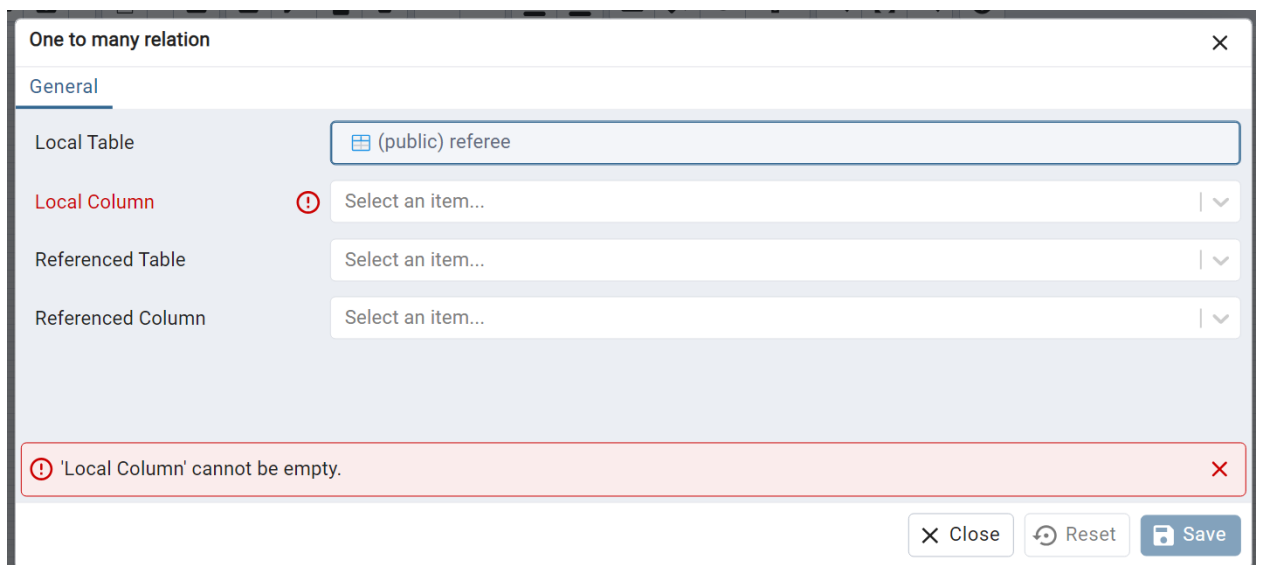 One to many relation
General
Local Table
(public) referee
Local Column
Select an item...
Referenced Table
Select an item...
Referenced Column
Select an item...
'Local Column' cannot be empty.
Close
Reset
Save